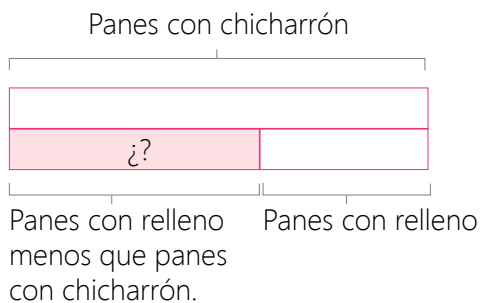 Panes con chicharrón
¿?
Panes con relleno
menos que panes
con chicharrón.
Panes con relleno